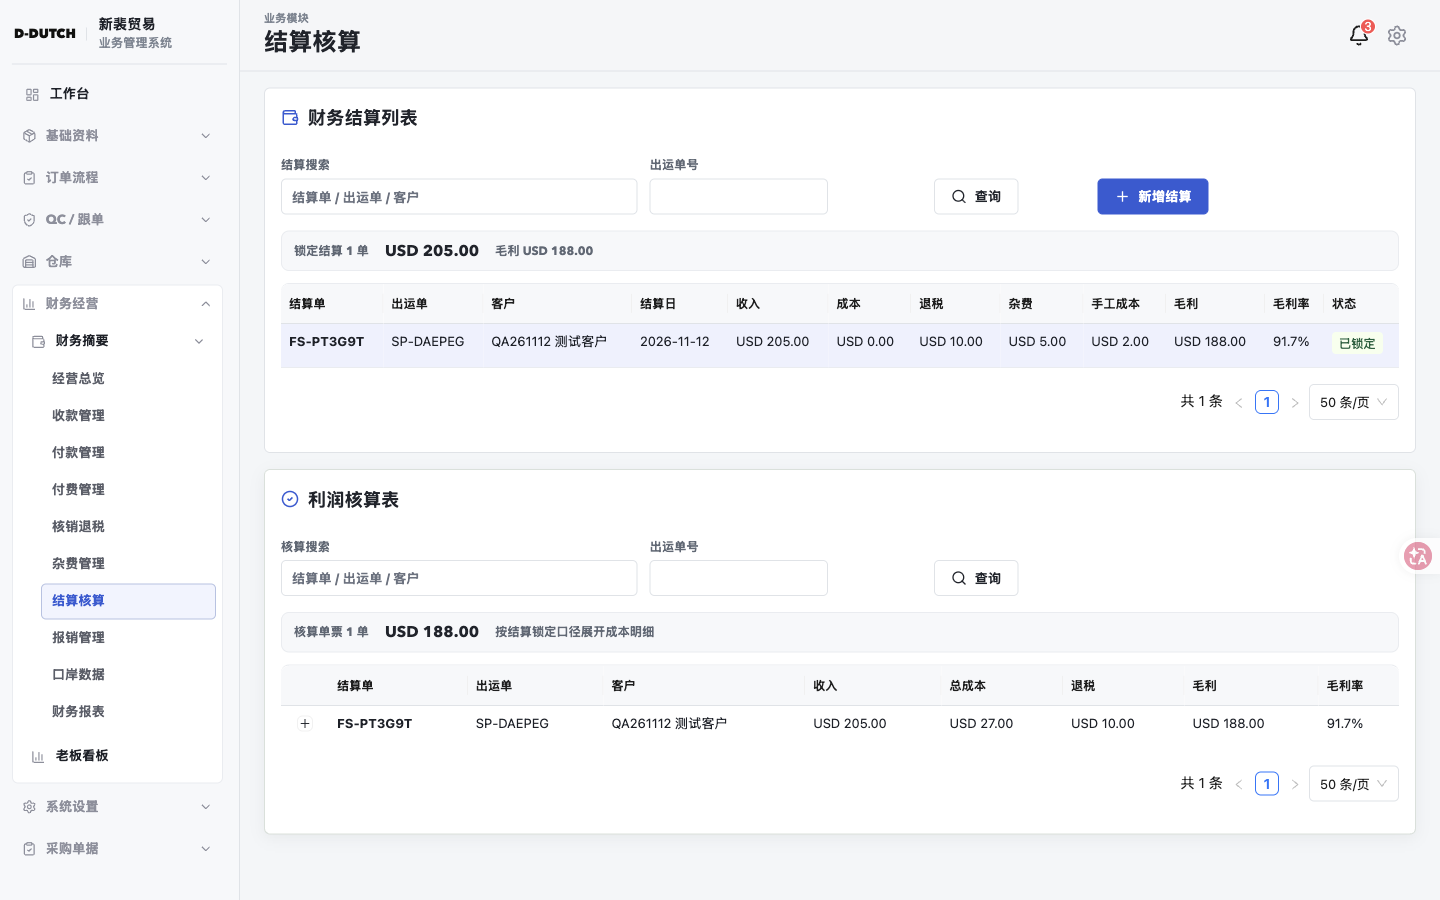 D-DUTCH
新裴贸易
业务管理系统
工作台
基础资料
订单流程
QC / 跟单
仓库
财务经营
财务摘要
经营总览
收款管理
付款管理
付费管理
核销退税
杂费管理
结算核算
报销管理
口岸数据
财务报表
老板看板
系统设置
采购单据
业务模块
结算核算
3
财务结算列表
结算搜索 出运单号
结算单 / 出运单 / 客户 查询 新增结算
锁定结算 1 单 USD 205.00 毛利 USD 188.00
结算单 出运单 客户 结算日 收入 成本 退税 杂费 手工成本 毛利 毛利率 状态
FS-PT3G9T SP-DAEPEG QA261112 测试客户 2026-11-12 USD 205.00 USD 0.00 USD 10.00 USD 5.00 USD 2.00 USD 188.00 91.7% 已锁定
共 1 条 1 50 条/页
利润核算表
核算搜索 出运单号
结算单 / 出运单 / 客户 查询
核算单票 1 单 USD 188.00 按结算锁定口径展开成本明细
结算单 出运单 客户 收入 总成本 退税 毛利 毛利率
FS-PT3G9T SP-DAEPEG QA261112 测试客户 USD 205.00 USD 27.00 USD 10.00 USD 188.00 91.7%
共 1 条 1 50 条/页